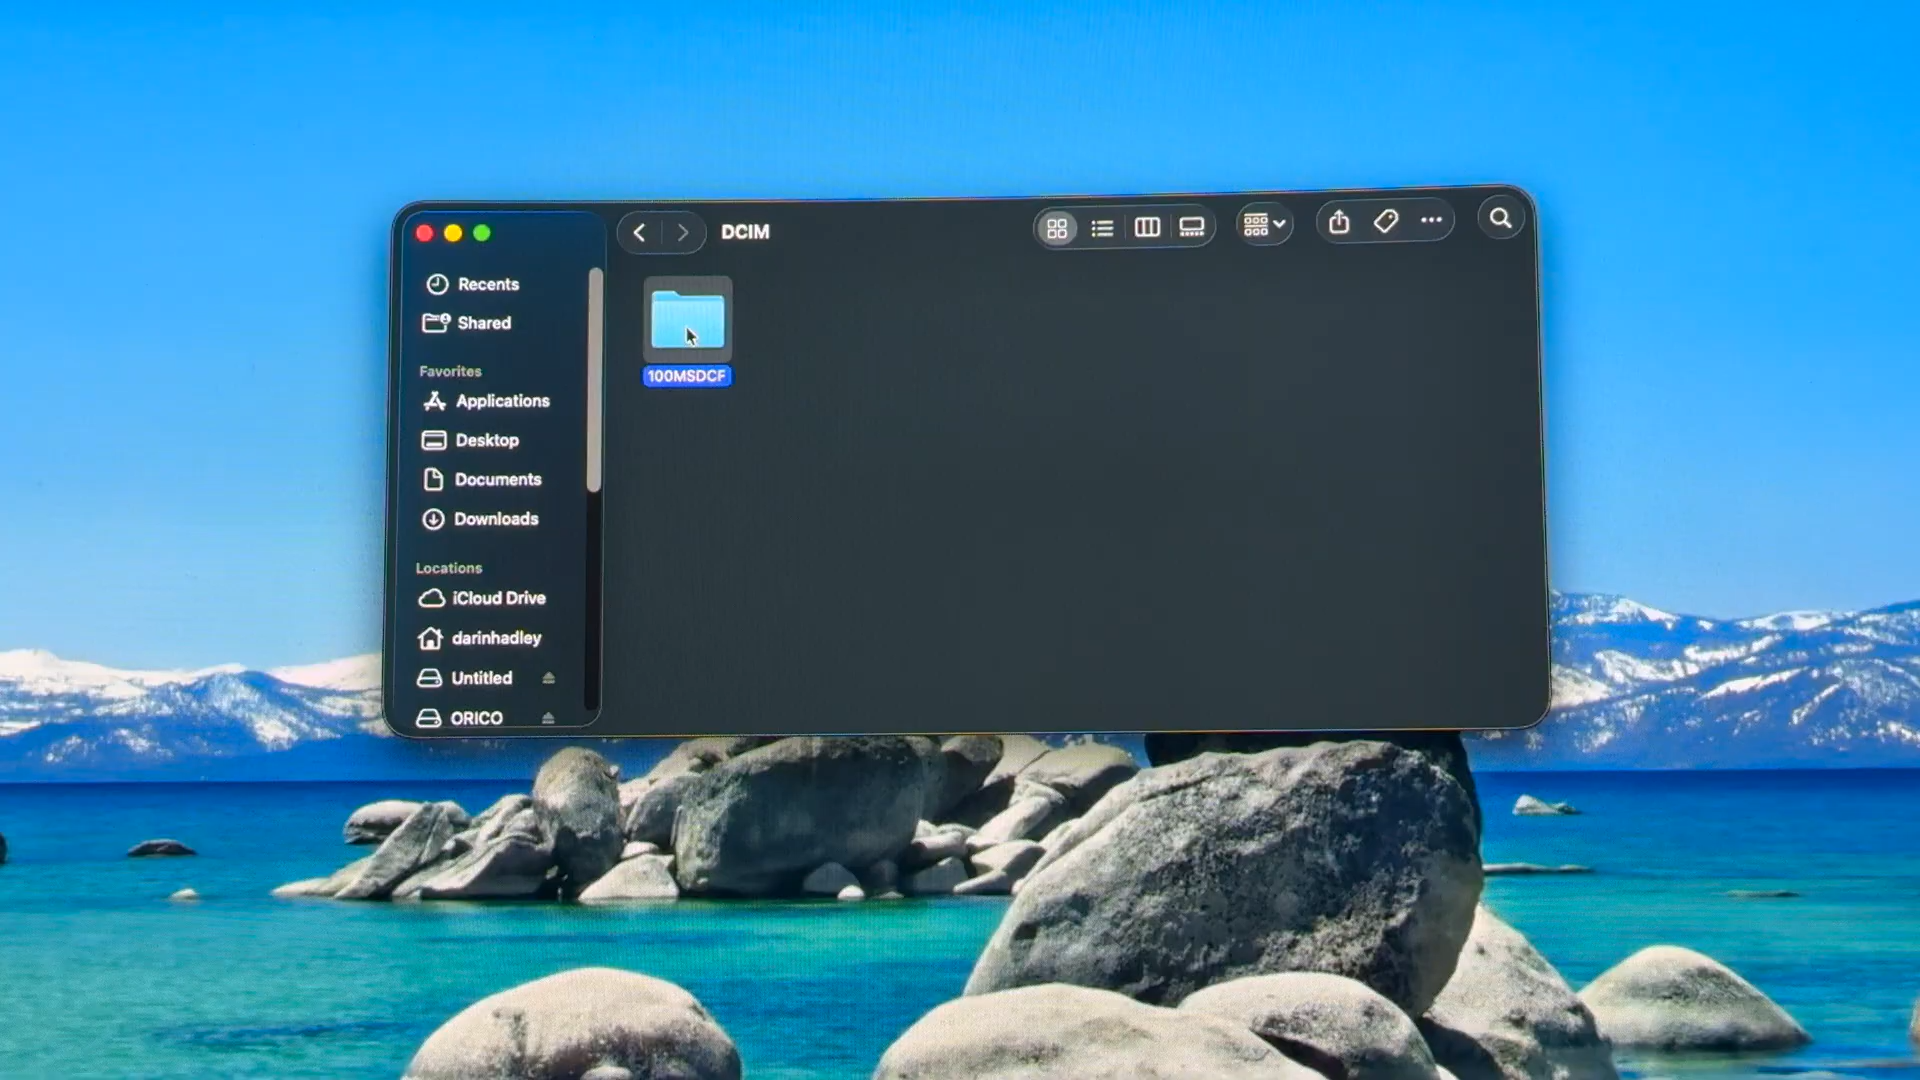 DCIM
Recents
Shared
Favorites
Applications
Desktop
Documents
Downloads
Locations
iCloud Drive
darinhadley
Untitled
ORICO
100MSDCF